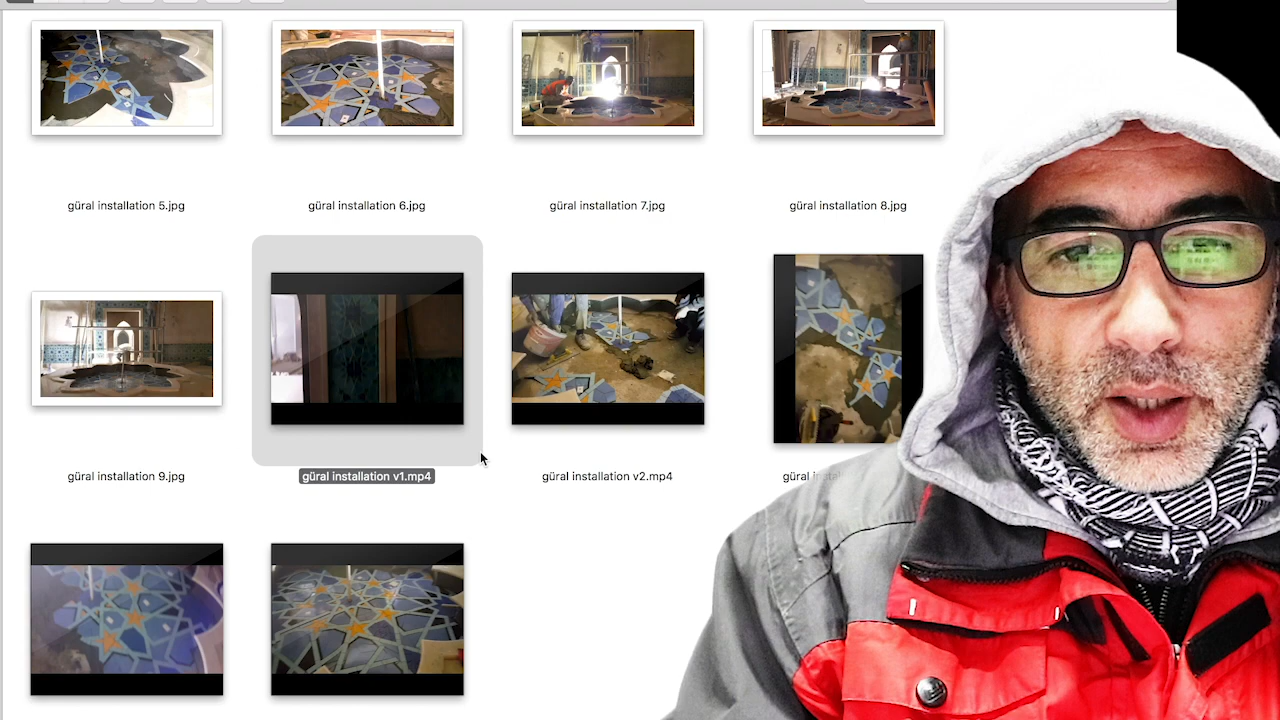 güral installation 5.jpg
güral installation 6.jpg
güral installation 7.jpg
güral installation 8.jpg
güral installation 9.jpg
güral installation v1.mp4
güral installation v2.mp4
güral